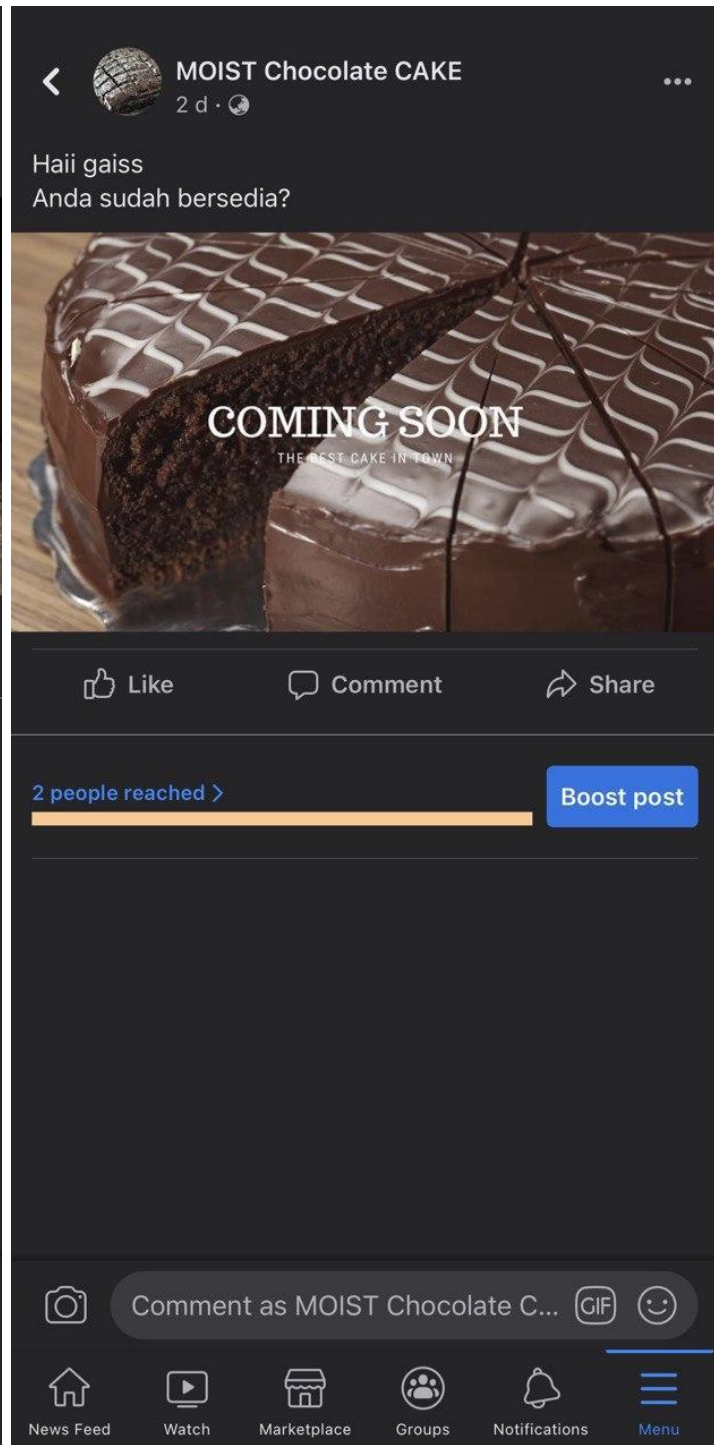 MOIST Chocolate CAKE
2 d ·
Haii gaiss
Anda sudah bersedia?
COMING SOON
THE BEST CAKE IN TOWN
Like
Comment
Share
2 people reached >
Boost post
Comment as MOIST Chocolate C...
GIF
News Feed
Watch
Marketplace
Groups
Notifications
Menu